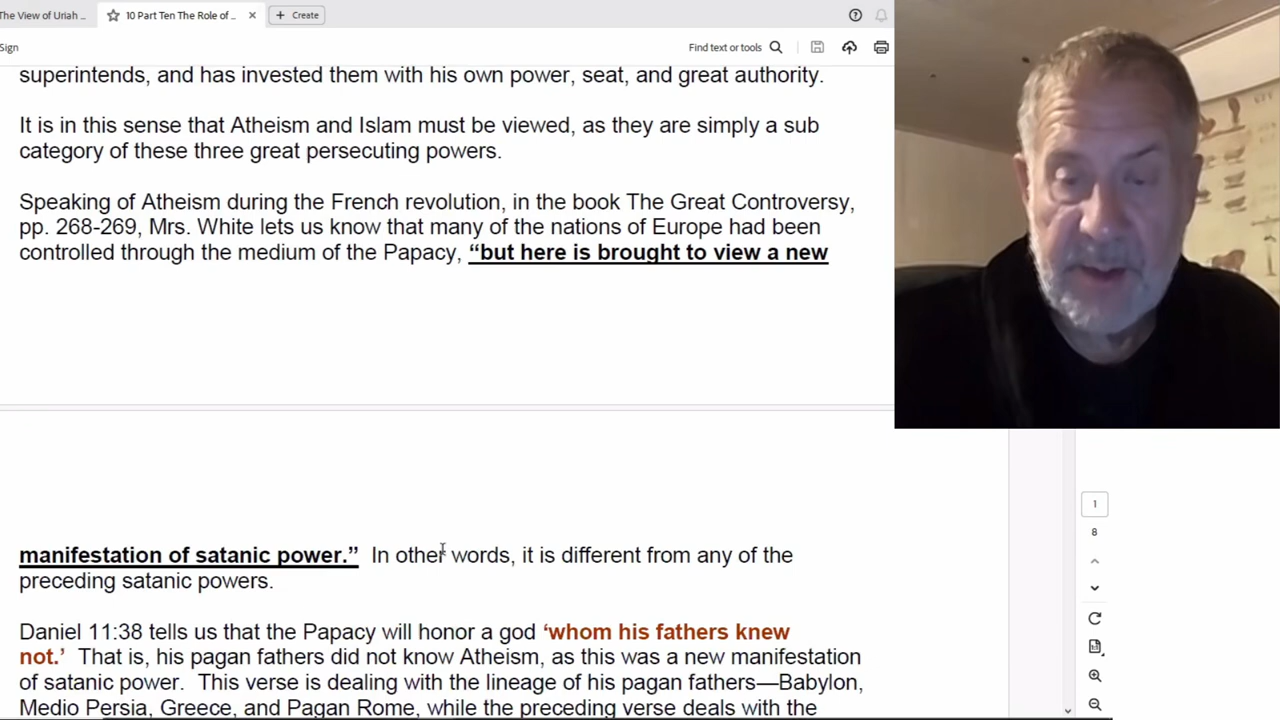 The View of Uriah ...
10 Part Ten The Role of ...
Create
Sign
Find text or tools
superintends, and has invested them with his own power, seat, and great authority.
It is in this sense that Atheism and Islam must be viewed, as they are simply a sub
category of these three great persecuting powers.
Speaking of Atheism during the French revolution, in the book The Great Controversy,
pp. 268-269, Mrs. White lets us know that many of the nations of Europe had been
controlled through the medium of the Papacy, “but here is brought to view a new
1
8
manifestation of satanic power.” In other words, it is different from any of the
preceding satanic powers.
Daniel 11:38 tells us that the Papacy will honor a god ‘whom his fathers knew
not.’ That is, his pagan fathers did not know Atheism, as this was a new manifestation
of satanic power. This verse is dealing with the lineage of his pagan fathers—Babylon,
Medio Persia, Greece, and Pagan Rome, while the preceding verse deals with the